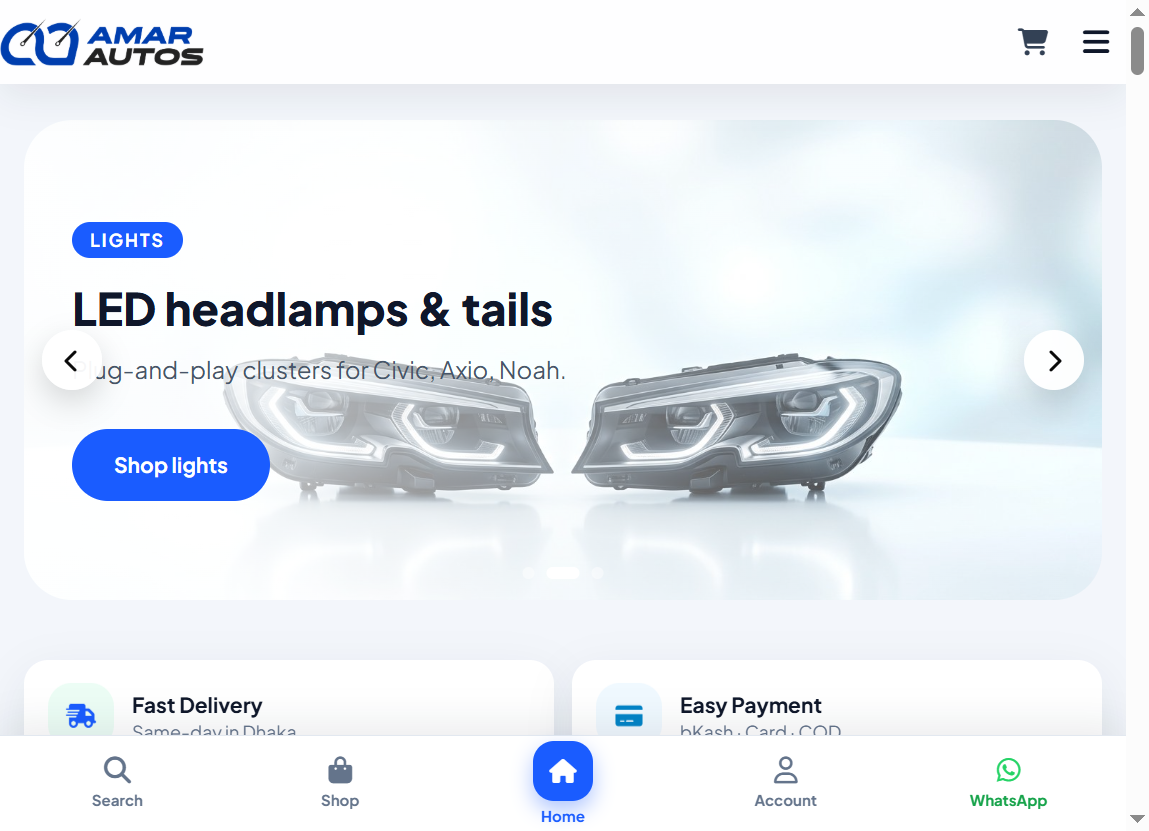 AMAR
AUTOS
LIGHTS
LED headlamps & tails
Plug-and-play clusters for Civic, Axio, Noah.
Shop lights
Fast Delivery
Same-day in Dhaka
Easy Payment
bKash · Card · COD
Search
Shop
Home
Account
WhatsApp